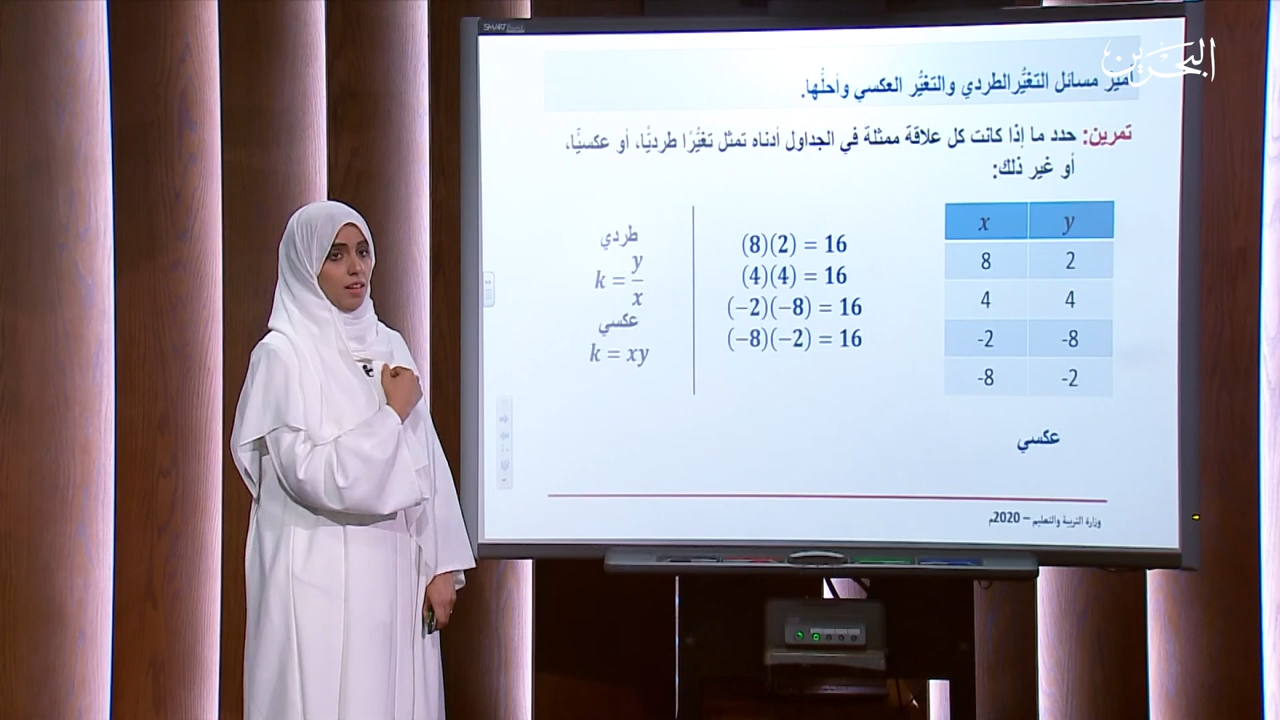 البحرين
أميز مسائل التغيُّر الطردي والتغيُّر العكسي وأحلُّها.
تمرين: حدد ما إذا كانت كل علاقة ممثلة في الجداول أدناه تمثل تغيُّرًا طرديًّا، أو عكسيًّا،
أو غير ذلك:
x y
8 2
4 4
-2 -8
-8 -2
عكسي
(8)(2) = 16
(4)(4) = 16
(−2)(−8) = 16
(−8)(−2) = 16
طردي
k = y/x
عكسي
k = xy
وزارة التربية والتعليم – 2020م
SMART